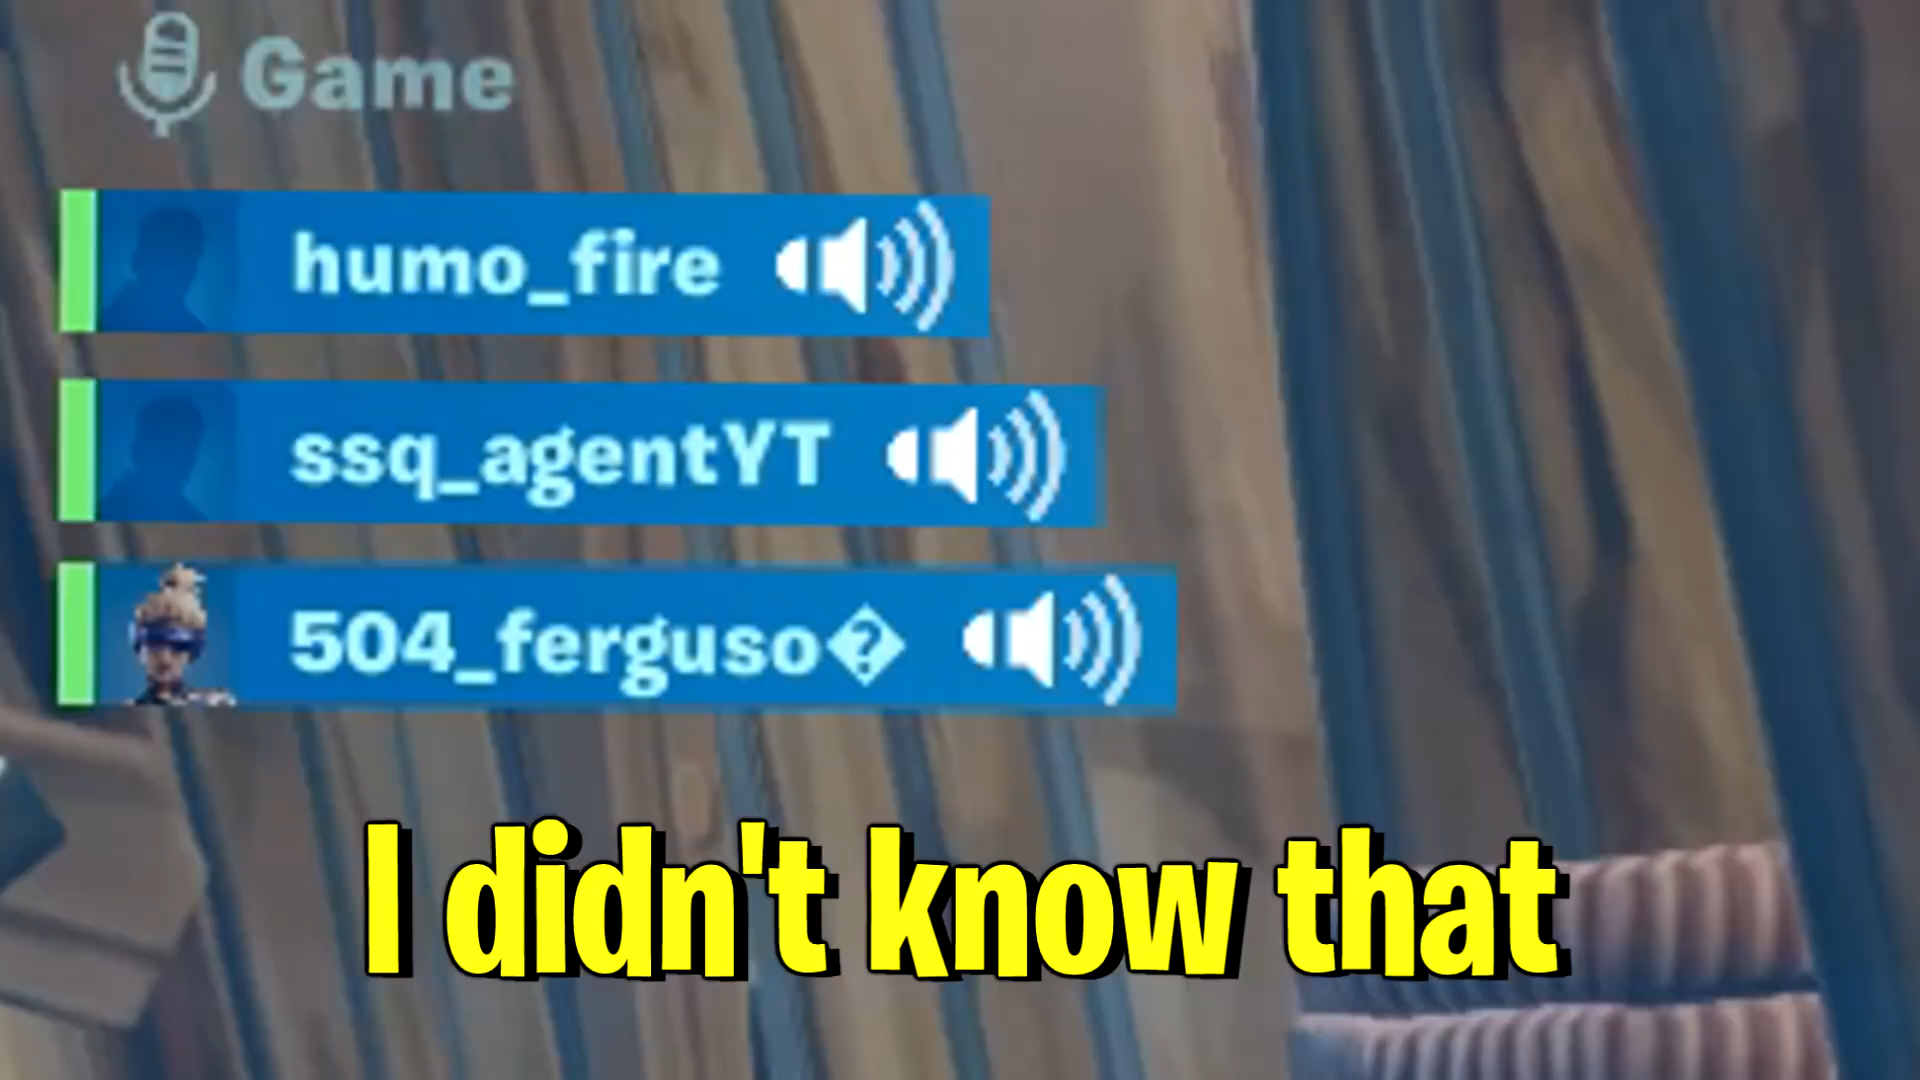 Game
humo_fire
ssq_agentYT
504_ferguso�
I didn't know that